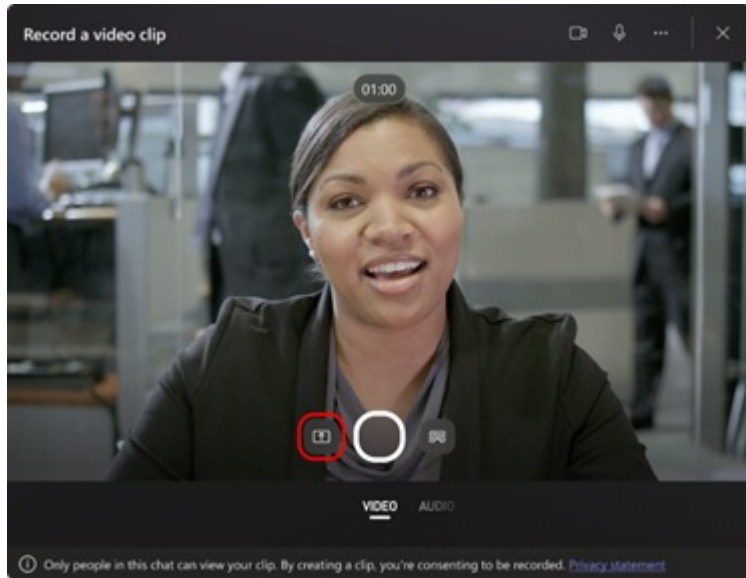 Record a video clip
01:00
VIDEO AUDIO
Only people in this chat can view your clip. By creating a clip, you're consenting to be recorded. Privacy statement